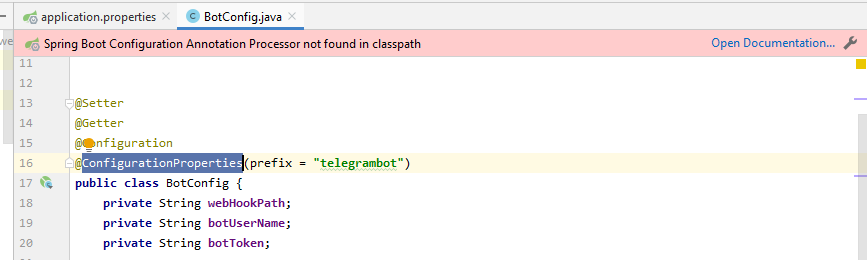 application.properties BotConfig.java
Spring Boot Configuration Annotation Processor not found in classpath Open Documentation...
11
12
13 @Setter
14 @Getter
15 @Configuration
16 @ConfigurationProperties(prefix = "telegrambot")
17 public class BotConfig {
18 private String webHookPath;
19 private String botUserName;
20 private String botToken;